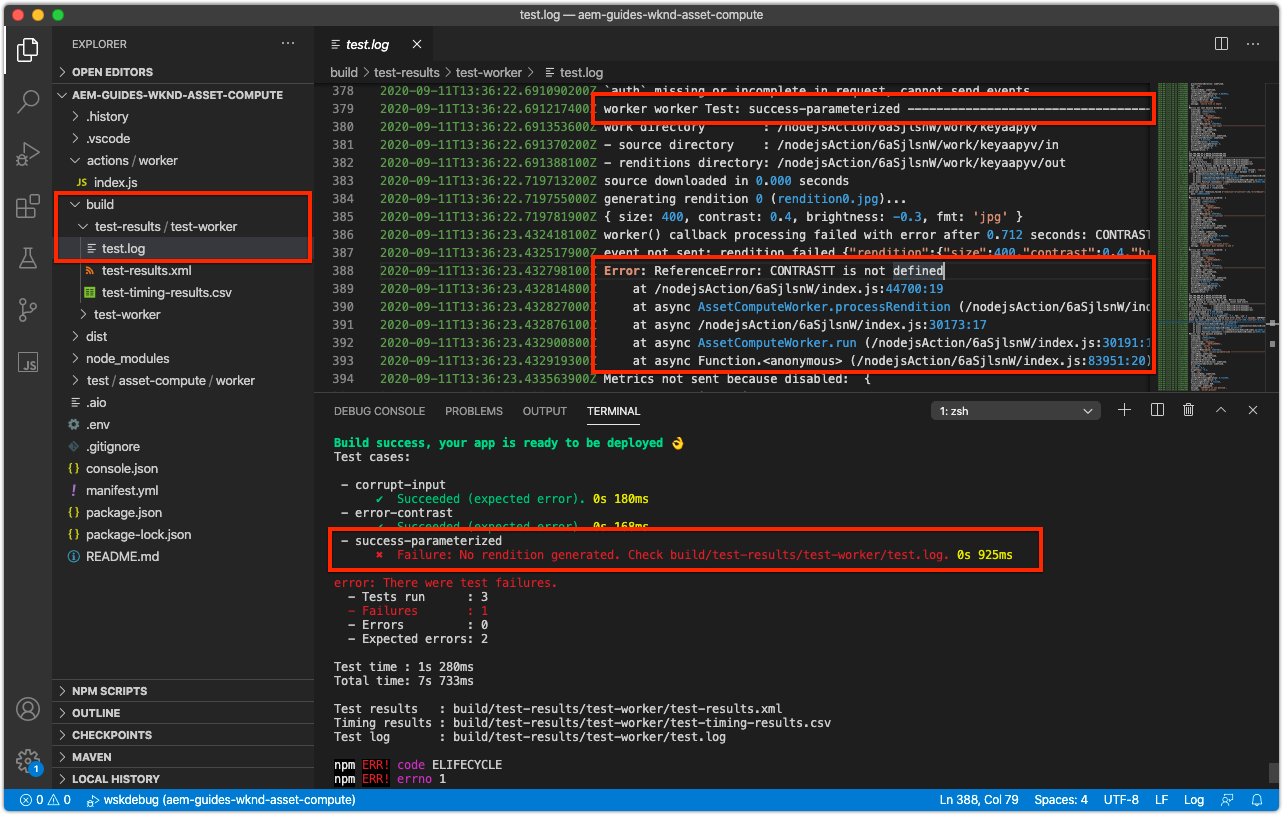 test.log — aem-guides-wknd-asset-compute
EXPLORER
OPEN EDITORS
AEM-GUIDES-WKND-ASSET-COMPUTE
.history
.vscode
actions / worker
JS index.js
build
test-results / test-worker
test.log
test-results.xml
test-timing-results.csv
test-worker
dist
node_modules
test / asset-compute / worker
.aio
.env
.gitignore
{} console.json
! manifest.yml
{} package.json
{} package-lock.json
README.md
NPM SCRIPTS
OUTLINE
CHECKPOINTS
MAVEN
LOCAL HISTORY
1
test.log
build > test-results > test-worker > test.log
378 2020-09-11T13:36:22.691090200Z `auth` missing or incomplete in request, cannot send events
379 2020-09-11T13:36:22.691217400Z worker worker Test: success-parameterized
380 2020-09-11T13:36:22.691353600Z work directory : /nodejsAction/6aSjlsnW/work/keyaapyv
381 2020-09-11T13:36:22.691370200Z - source directory : /nodejsAction/6aSjlsnW/work/keyaapyv/in
382 2020-09-11T13:36:22.691388100Z - renditions directory: /nodejsAction/6aSjlsnW/work/keyaapyv/out
383 2020-09-11T13:36:22.719713200Z source downloaded in 0.000 seconds
384 2020-09-11T13:36:22.719755000Z generating rendition 0 (rendition0.jpg)...
385 2020-09-11T13:36:22.719781900Z { size: 400, contrast: 0.4, brightness: -0.3, fmt: 'jpg' }
386 2020-09-11T13:36:23.432418100Z worker() callback processing failed with error after 0.712 seconds: CONTRAST
387 2020-09-11T13:36:23.432517900Z event not sent: rendition_failed {"rendition":{"size":400,"contrast":0.4,"b
388 2020-09-11T13:36:23.432798100Z Error: ReferenceError: CONTRASTT is not defined
389 2020-09-11T13:36:23.432814800Z at /nodejsAction/6aSjlsnW/index.js:44700:19
390 2020-09-11T13:36:23.432827000Z at async AssetComputeWorker.processRendition (/nodejsAction/6aSjlsnW/in
391 2020-09-11T13:36:23.432876100Z at async /nodejsAction/6aSjlsnW/index.js:30173:17
392 2020-09-11T13:36:23.432900800Z at async AssetComputeWorker.run (/nodejsAction/6aSjlsnW/index.js:30191:
393 2020-09-11T13:36:23.432919300Z at async Function.<anonymous> (/nodejsAction/6aSjlsnW/index.js:83951:20)
394 2020-09-11T13:36:23.433563900Z Metrics not sent because disabled: {
DEBUG CONSOLE PROBLEMS OUTPUT TERMINAL 1: zsh
Build success, your app is ready to be deployed 👌
Test cases:
- corrupt-input
✔ Succeeded (expected error). 0s 180ms
- error-contrast
✔ Succeeded (expected error). 0s 168ms
- success-parameterized
✖ Failure: No rendition generated. Check build/test-results/test-worker/test.log. 0s 925ms
error: There were test failures.
- Tests run : 3
- Failures : 1
- Errors : 0
- Expected errors: 2
Test time : 1s 280ms
Total time: 7s 733ms
Test results : build/test-results/test-worker/test-results.xml
Timing results : build/test-results/test-worker/test-timing-results.csv
Test log : build/test-results/test-worker/test.log
npm ERR! code ELIFECYCLE
npm ERR! errno 1
0 0 wskdebug (aem-guides-wknd-asset-compute) Ln 388, Col 79 Spaces: 4 UTF-8 LF Log